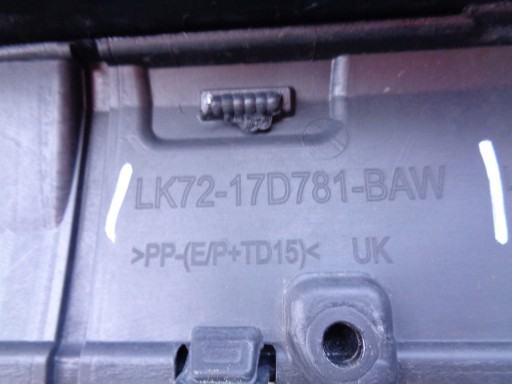 LK72-17D781-BAW
>PP-(E/P+TD15)< UK